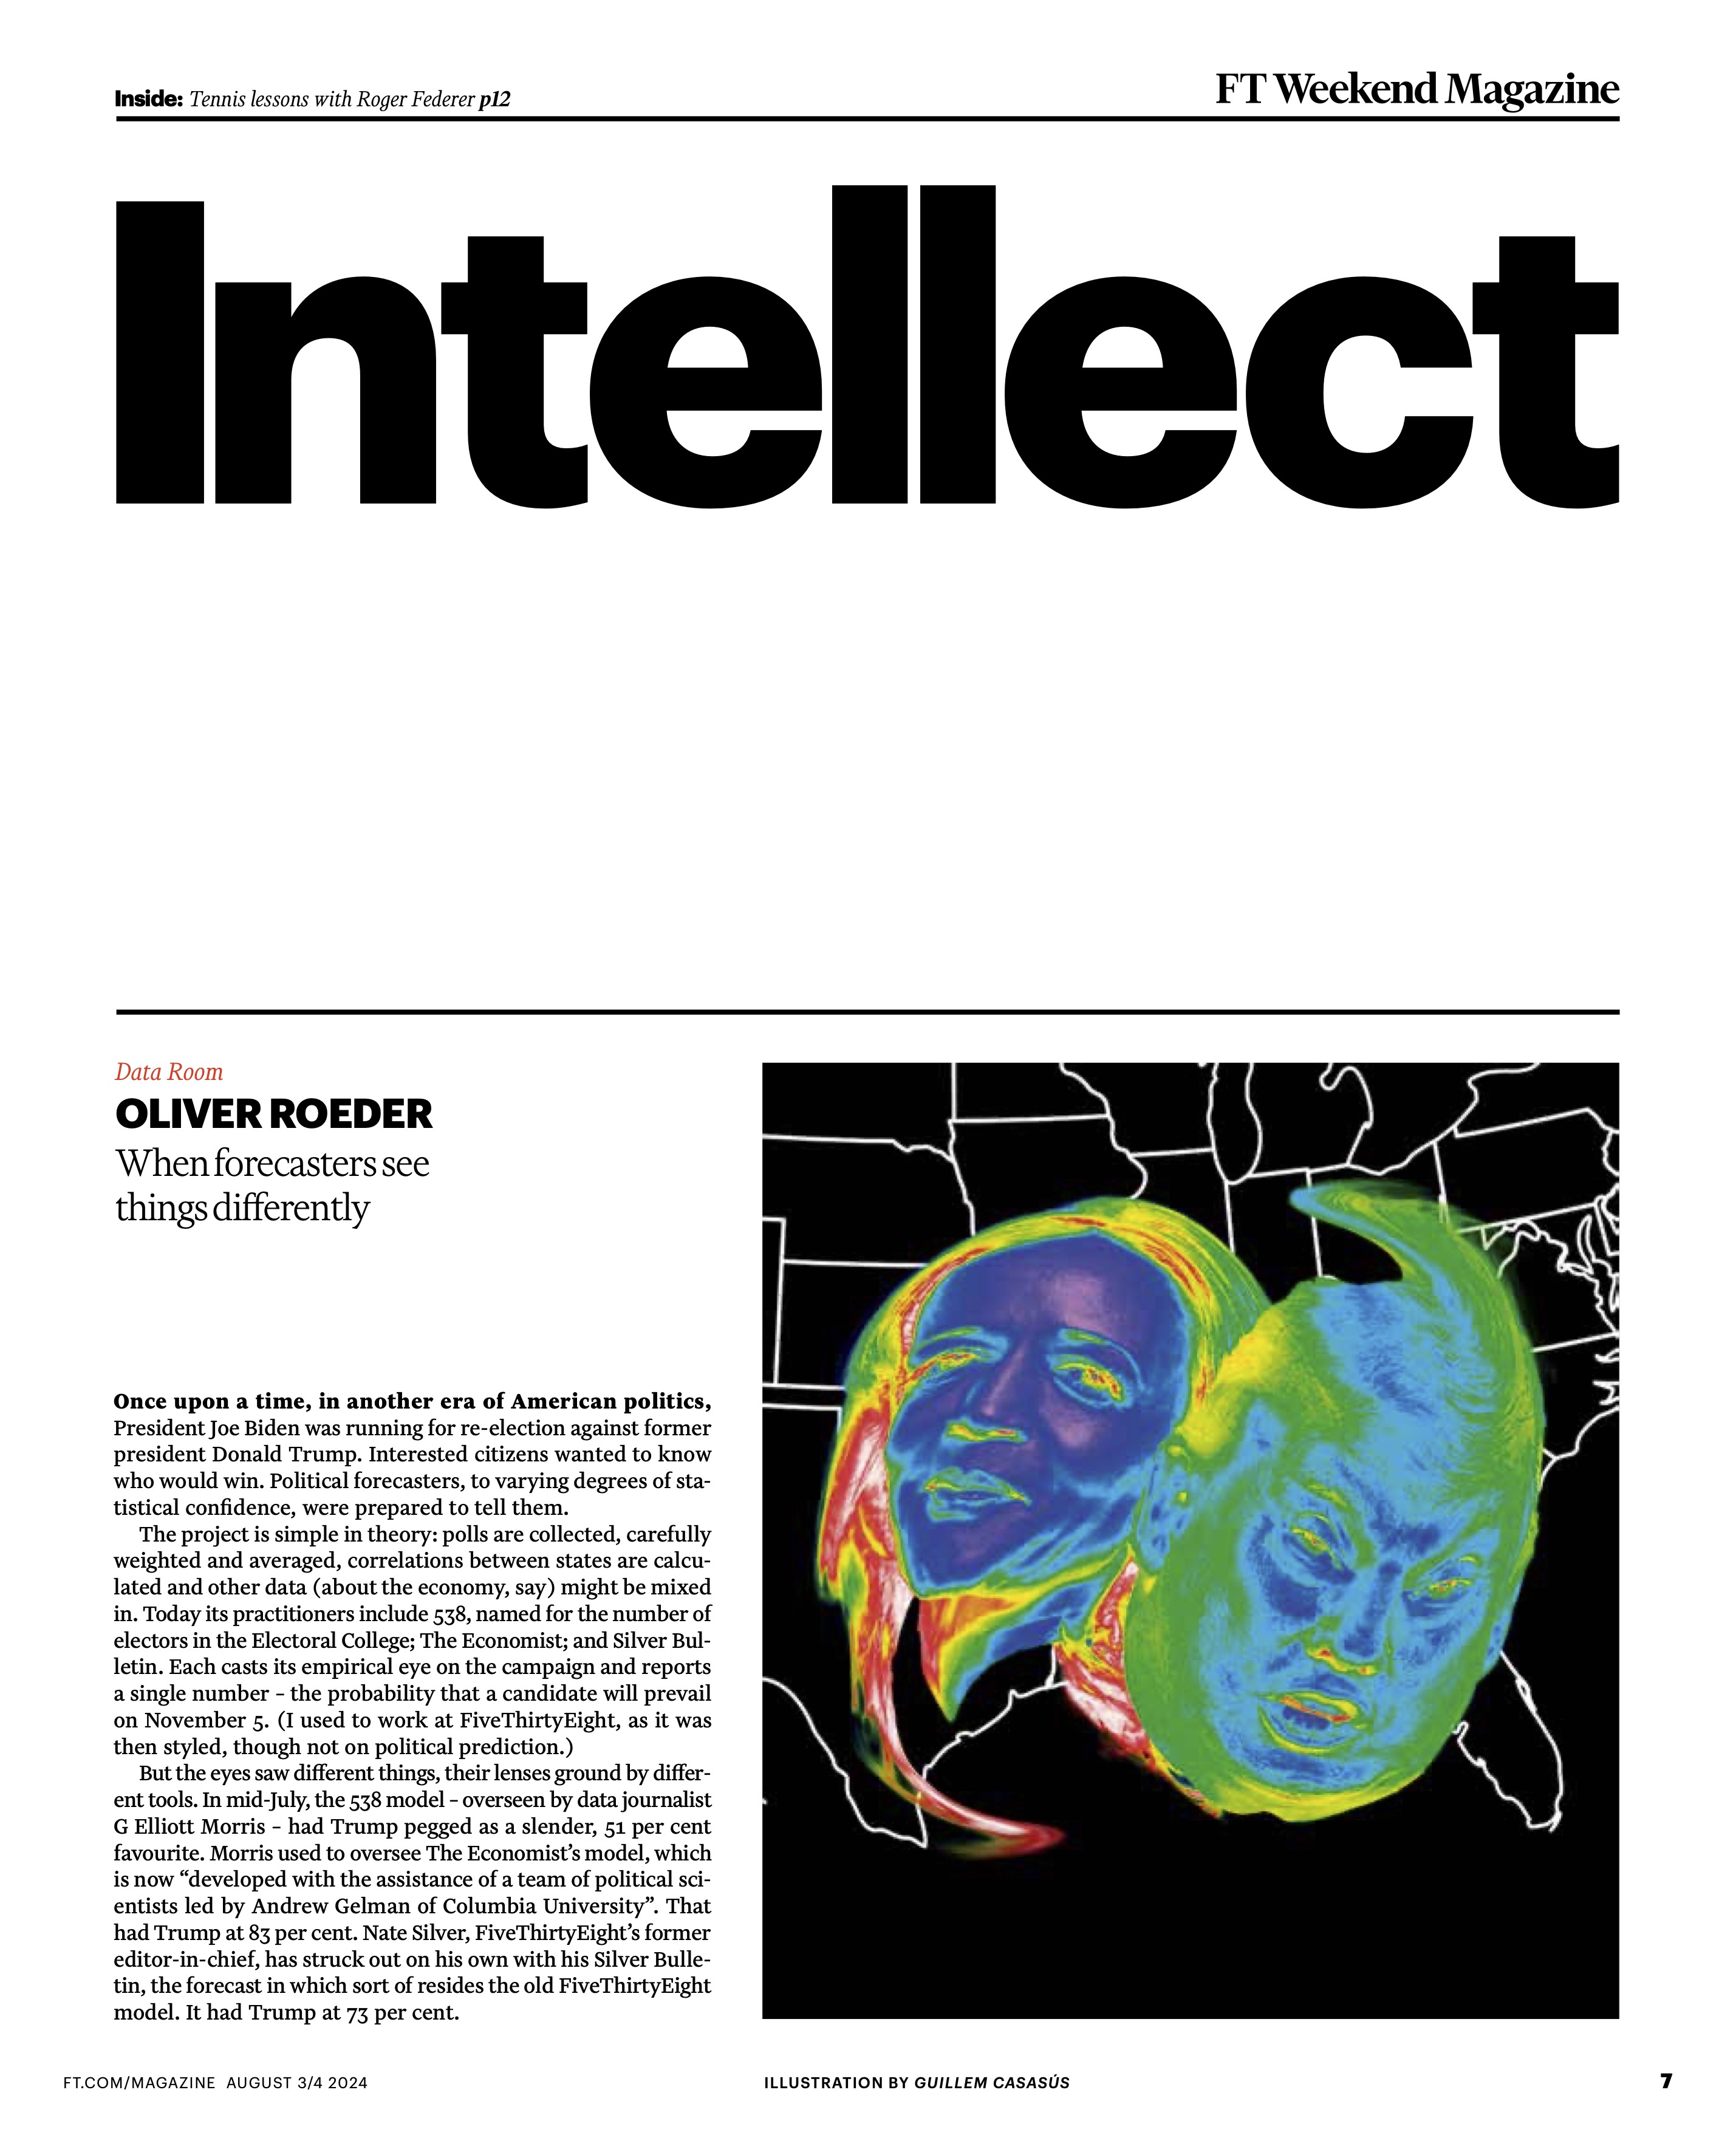 Inside: Tennis lessons with Roger Federer p12
FT Weekend Magazine
Intellect
Data Room
OLIVER ROEDER
When forecasters see
things differently
Once upon a time, in another era of American politics,
President Joe Biden was running for re-election against former
president Donald Trump. Interested citizens wanted to know
who would win. Political forecasters, to varying degrees of sta-
tistical confidence, were prepared to tell them.
The project is simple in theory: polls are collected, carefully
weighted and averaged, correlations between states are calcu-
lated and other data (about the economy, say) might be mixed
in. Today its practitioners include 538, named for the number of
electors in the Electoral College; The Economist; and Silver Bul-
letin. Each casts its empirical eye on the campaign and reports
a single number – the probability that a candidate will prevail
on November 5. (I used to work at FiveThirtyEight, as it was
then styled, though not on political prediction.)
But the eyes saw different things, their lenses ground by differ-
ent tools. In mid-July, the 538 model – overseen by data journalist
G Elliott Morris – had Trump pegged as a slender, 51 per cent
favourite. Morris used to oversee The Economist’s model, which
is now “developed with the assistance of a team of political sci-
entists led by Andrew Gelman of Columbia University”. That
had Trump at 83 per cent. Nate Silver, FiveThirtyEight’s former
editor-in-chief, has struck out on his own with his Silver Bulle-
tin, the forecast in which sort of resides the old FiveThirtyEight
model. It had Trump at 73 per cent.
FT.COM/MAGAZINE AUGUST 3/4 2024
ILLUSTRATION BY GUILLEM CASASÚS
7